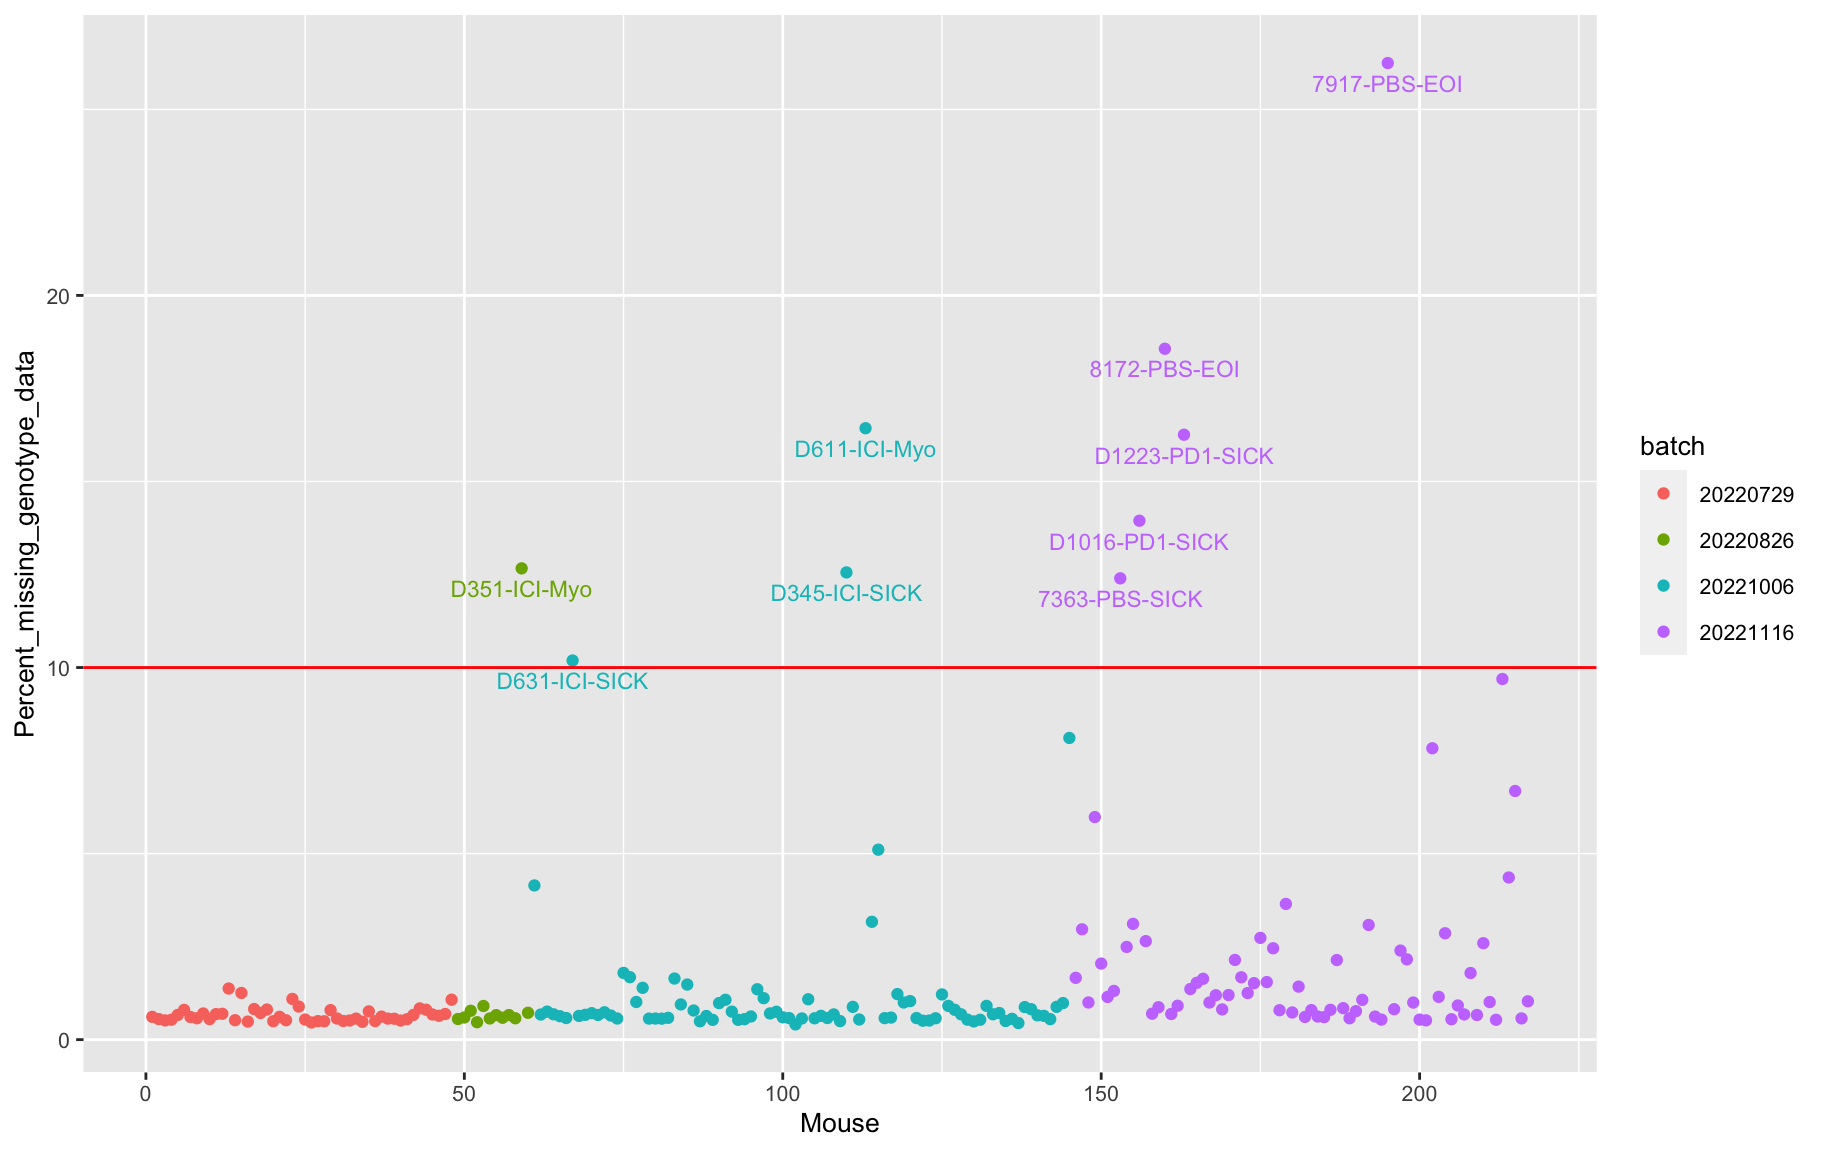 7917-PBS-EOI
20
8172-PBS-EOI
D611-ICI-Myo
D1223-PD1-SICK
D1016-PD1-SICK
D351-ICI-Myo
D345-ICI-SICK
7363-PBS-SICK
10
D631-ICI-SICK
0
Percent_missing_genotype_data
0
50
100
150
200
Mouse
batch
20220729
20220826
20221006
20221116